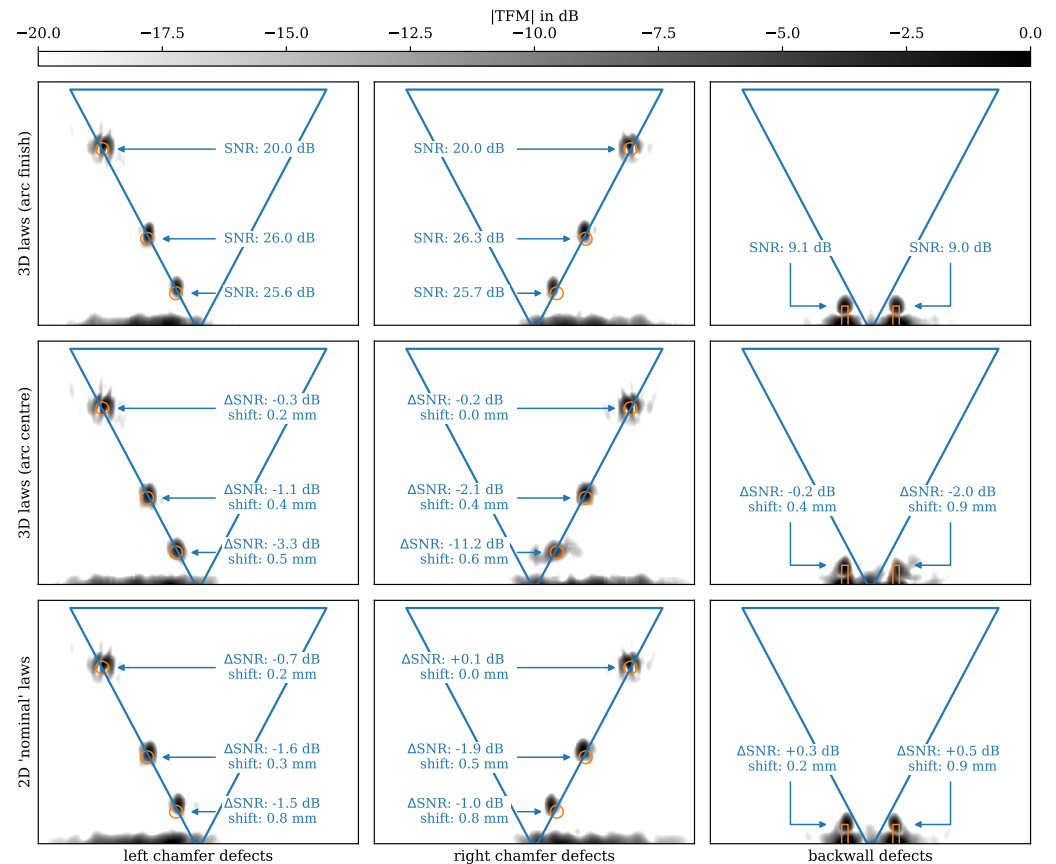 |TFM| in dB
−20.0 −17.5 −15.0 −12.5 −10.0 −7.5 −5.0 −2.5 0.0
3D laws (arc finish)
SNR: 20.0 dB
SNR: 26.0 dB
SNR: 25.6 dB
SNR: 20.0 dB
SNR: 26.3 dB
SNR: 25.7 dB
SNR: 9.1 dB
SNR: 9.0 dB
3D laws (arc centre)
ΔSNR: -0.3 dB
shift: 0.2 mm
ΔSNR: -1.1 dB
shift: 0.4 mm
ΔSNR: -3.3 dB
shift: 0.5 mm
ΔSNR: -0.2 dB
shift: 0.0 mm
ΔSNR: -2.1 dB
shift: 0.4 mm
ΔSNR: -11.2 dB
shift: 0.6 mm
ΔSNR: -0.2 dB
shift: 0.4 mm
ΔSNR: -2.0 dB
shift: 0.9 mm
2D 'nominal' laws
ΔSNR: -0.7 dB
shift: 0.2 mm
ΔSNR: -1.6 dB
shift: 0.3 mm
ΔSNR: -1.5 dB
shift: 0.8 mm
ΔSNR: +0.1 dB
shift: 0.0 mm
ΔSNR: -1.9 dB
shift: 0.5 mm
ΔSNR: -1.0 dB
shift: 0.8 mm
ΔSNR: +0.3 dB
shift: 0.2 mm
ΔSNR: +0.5 dB
shift: 0.9 mm
left chamfer defects
right chamfer defects
backwall defects